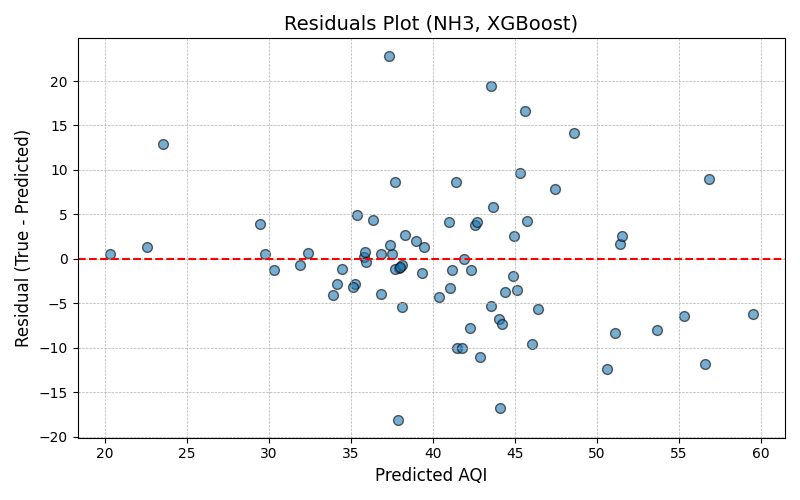 Residuals Plot (NH3, XGBoost)
Residual (True - Predicted)
20
15
10
5
0
−5
−10
−15
−20
20 25 30 35 40 45 50 55 60
Predicted AQI